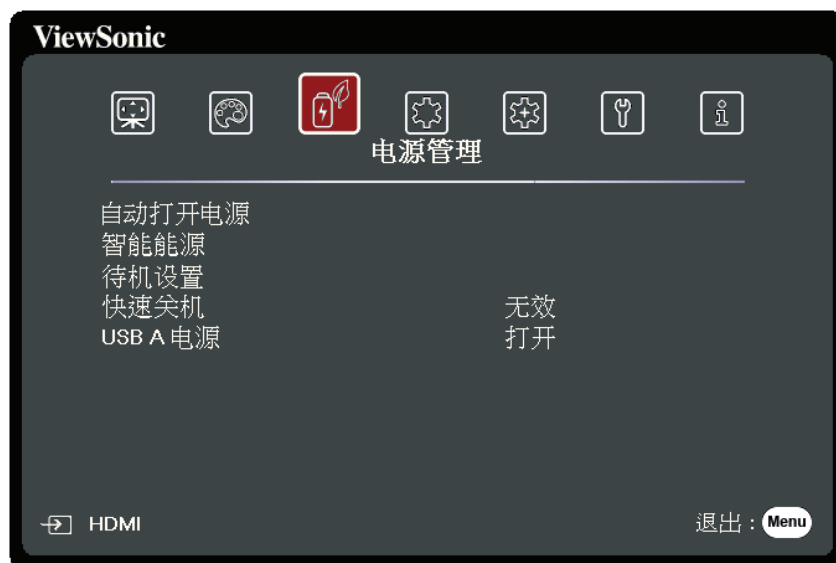 ViewSonic
电源管理
自动打开电源
智能能源
待机设置
快速关机 无效
USB A 电源 打开
HDMI 退出：Menu